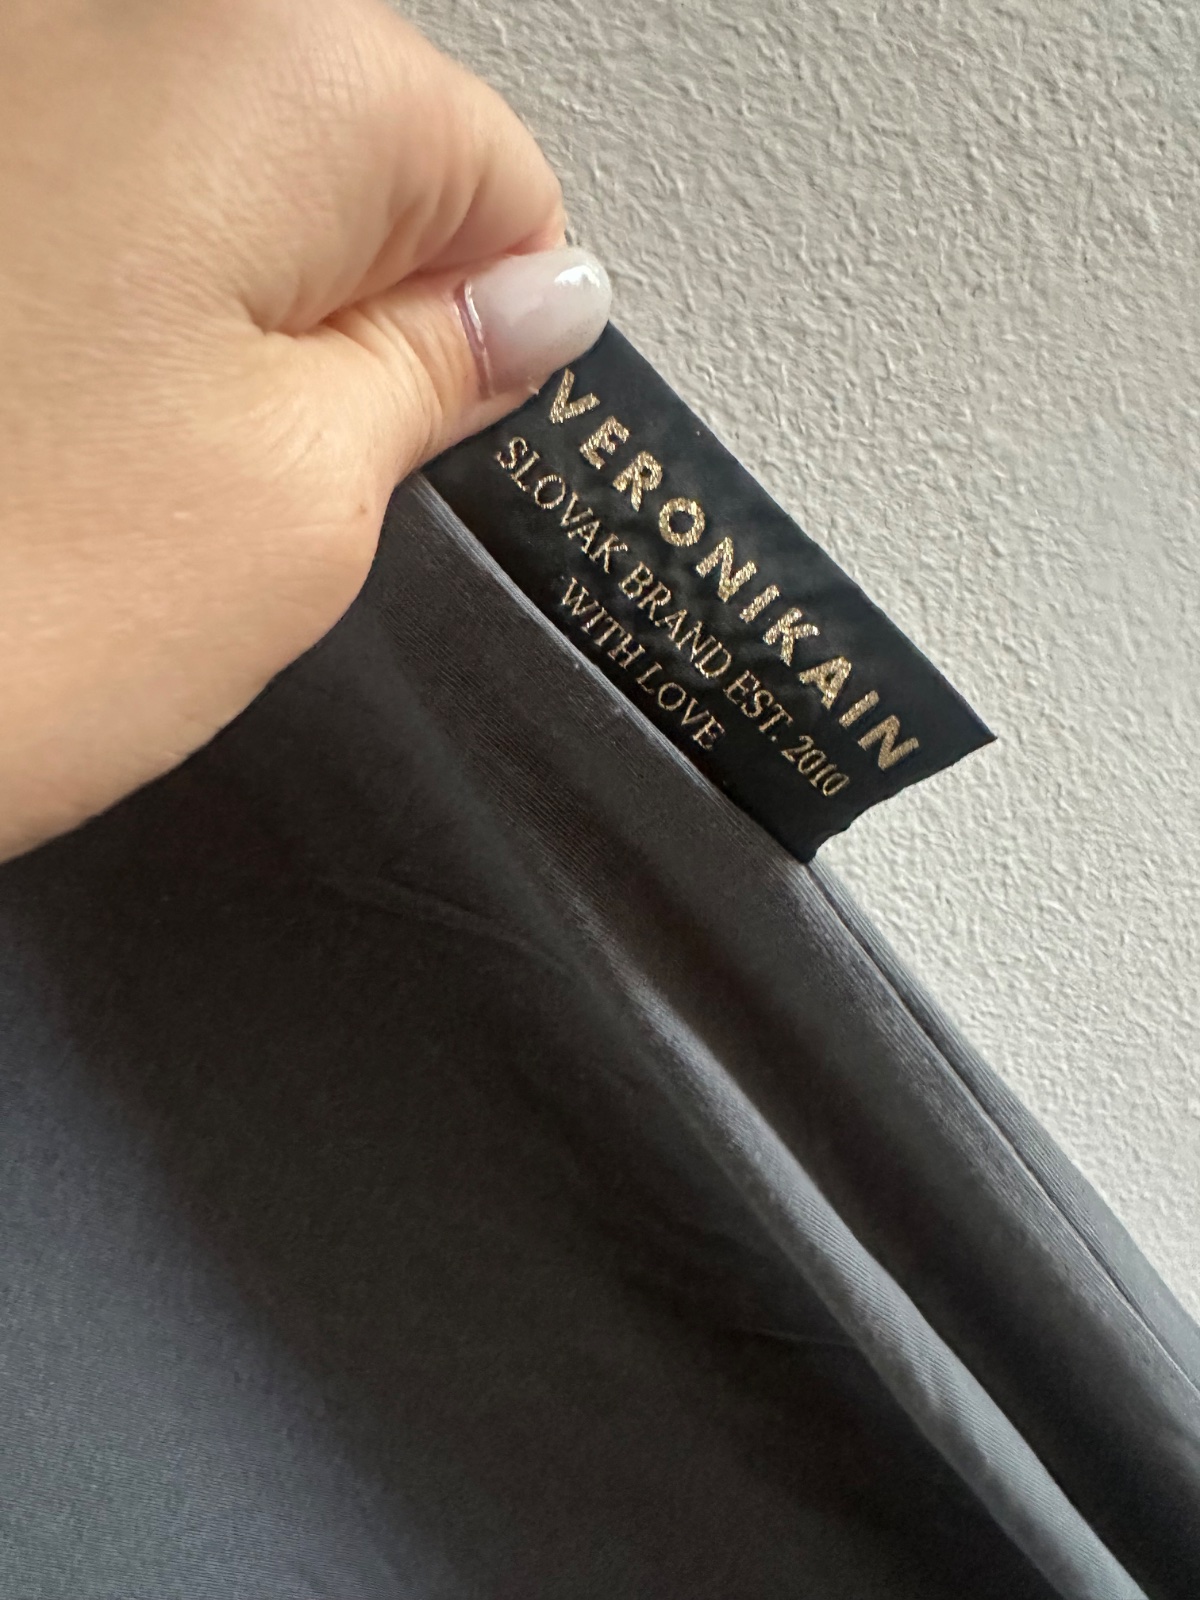 VERONIKAIN
SLOVAK BRAND EST. 2010
WITH LOVE